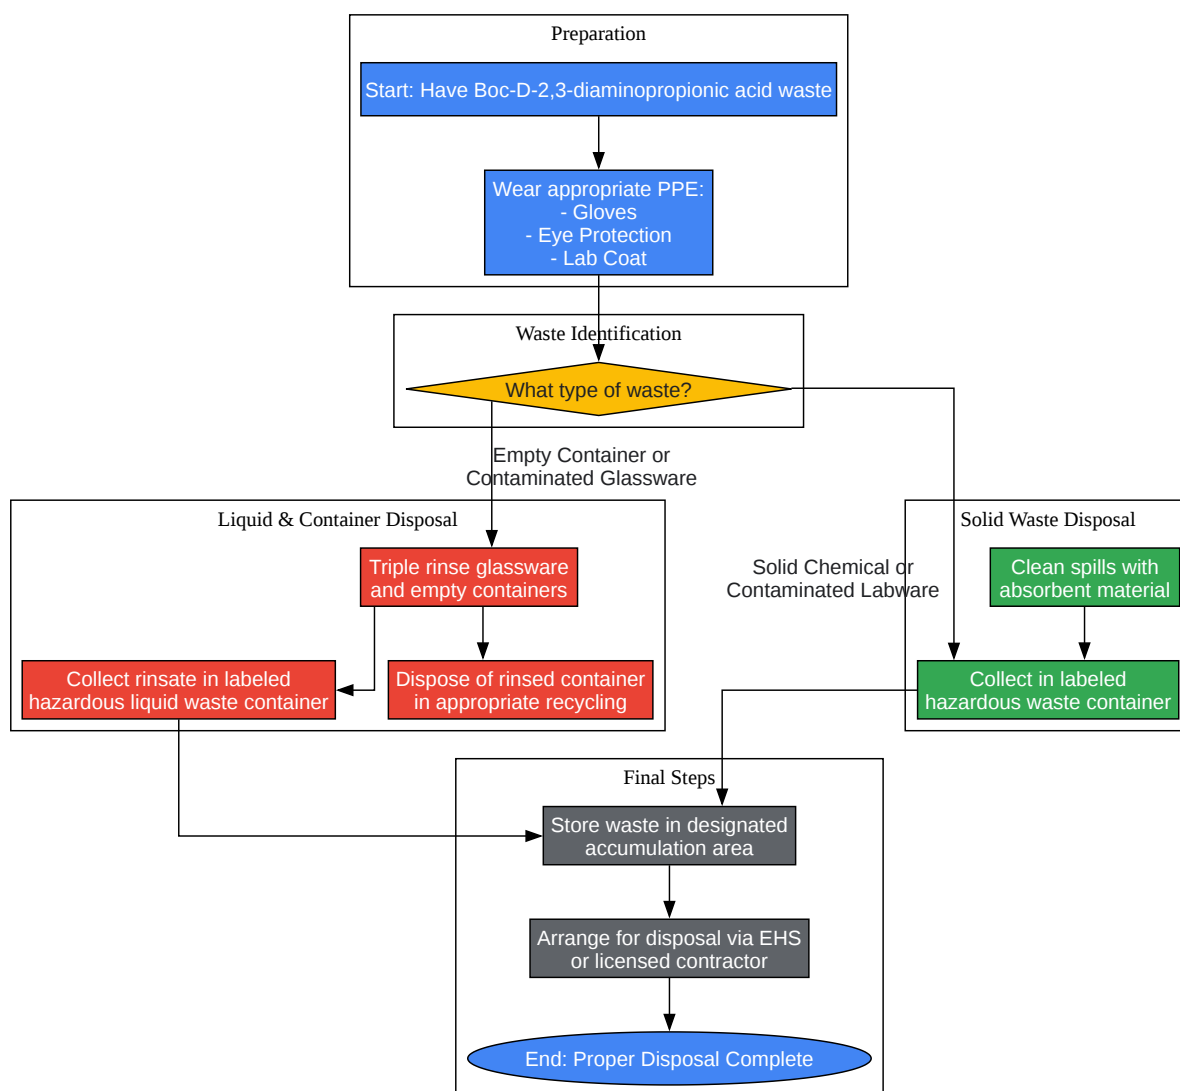 Preparation
Start: Have Boc-D-2,3-diaminopropionic acid waste
Wear appropriate PPE:
- Gloves
- Eye Protection
- Lab Coat
Waste Identification
What type of waste?
Empty Container or
Contaminated Glassware
Liquid & Container Disposal
Triple rinse glassware
and empty containers
Collect rinsate in labeled
hazardous liquid waste container
Dispose of rinsed container
in appropriate recycling
Solid Chemical or
Contaminated Labware
Solid Waste Disposal
Clean spills with
absorbent material
Collect in labeled
hazardous waste container
Final Steps
Store waste in designated
accumulation area
Arrange for disposal via EHS
or licensed contractor
End: Proper Disposal Complete